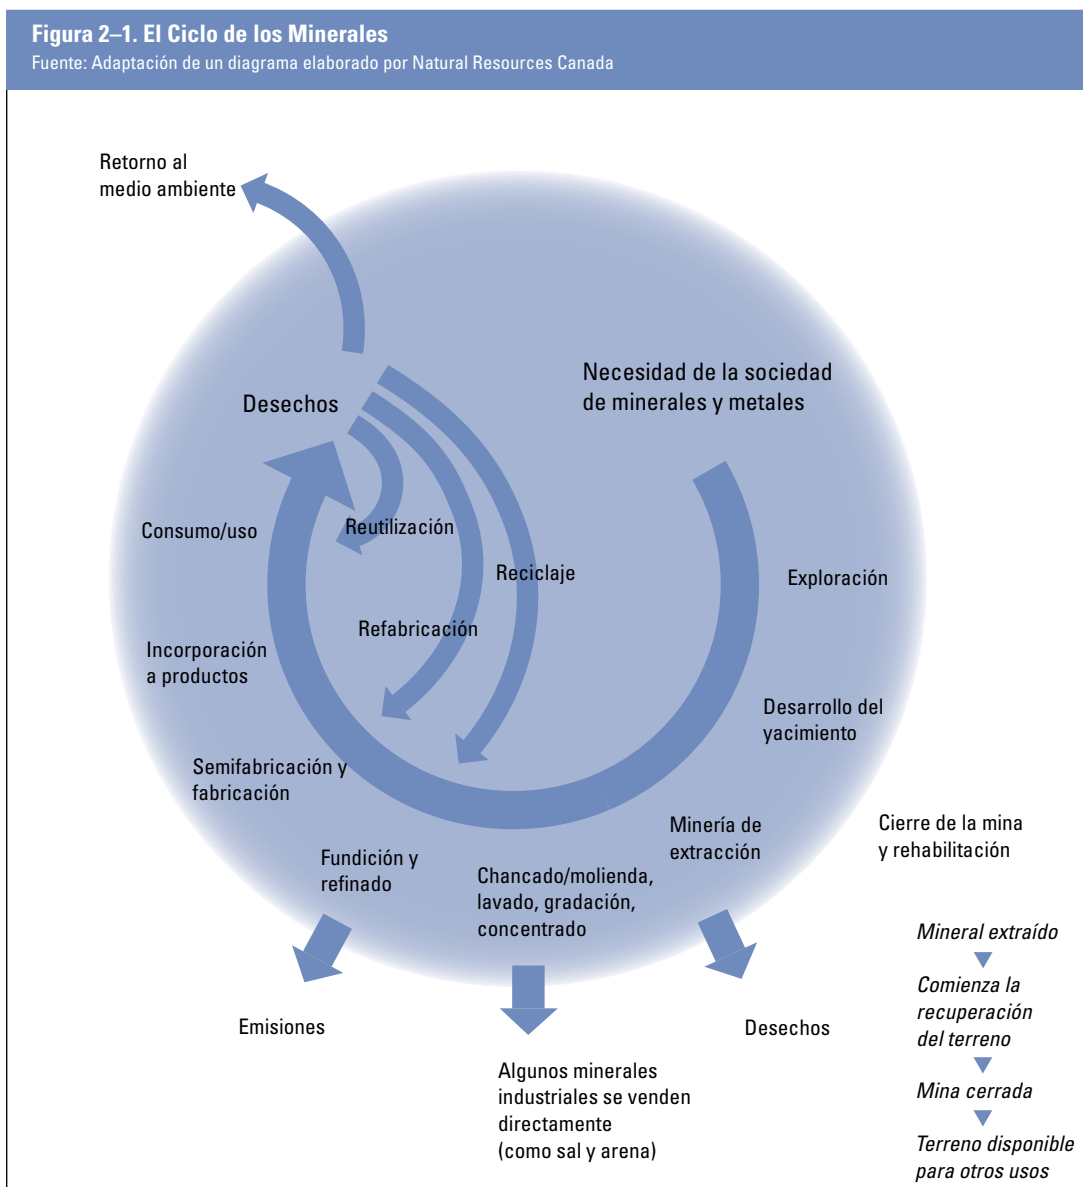 Figura 2–1. El Ciclo de los Minerales
Fuente: Adaptación de un diagrama elaborado por Natural Resources Canada
Retorno al
medio ambiente
Necesidad de la sociedad
de minerales y metales
Desechos
Consumo/uso
Reutilización
Reciclaje
Exploración
Refabricación
Incorporación
a productos
Desarrollo del
yacimiento
Semifabricación y
fabricación
Minería de
extracción
Cierre de la mina
y rehabilitación
Fundición y
refinado
Chancado/molienda,
lavado, gradación,
concentrado
Mineral extraído
Comienza la
recuperación
del terreno
Emisiones
Desechos
Algunos minerales
industriales se venden
directamente
(como sal y arena)
Mina cerrada
Terreno disponible
para otros usos